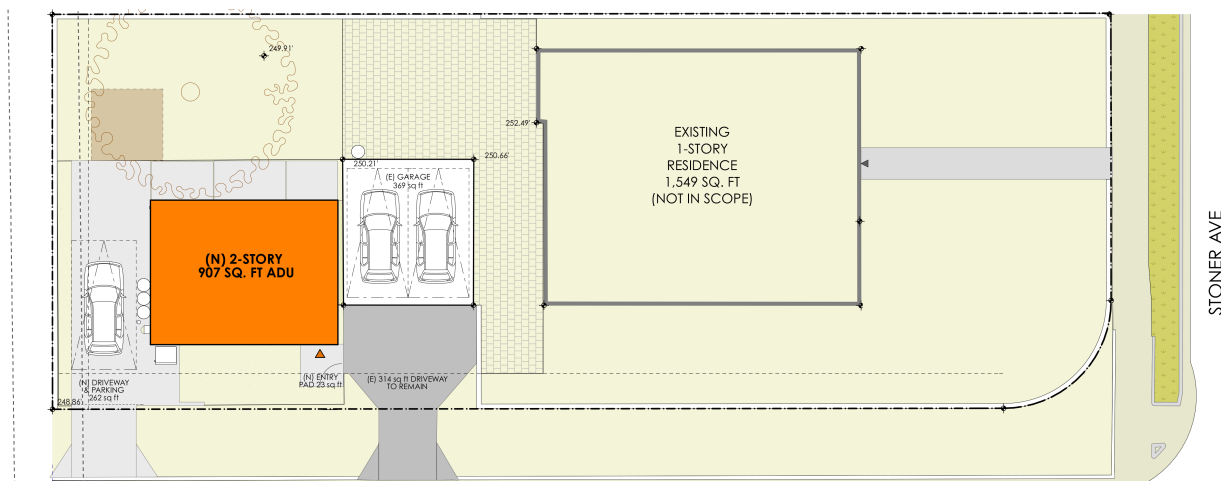 249.91'
252.49'
250.66'
250.21'
(E) GARAGE
369 sq ft
EXISTING
1-STORY
RESIDENCE
1,549 SQ. FT
(NOT IN SCOPE)
STONER AVE
(N) 2-STORY
907 SQ. FT ADU
(N) DRIVEWAY
& PARKING
262 sq ft
(N) ENTRY
PAD 23 sq ft
(E) 314 sq ft DRIVEWAY
TO REMAIN
248.86'